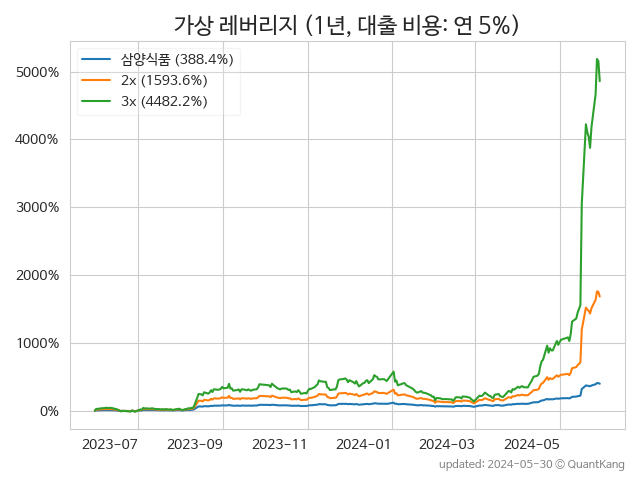 가상 레버리지 (1년, 대출 비용: 연 5%)
삼양식품 (388.4%)
2x (1593.6%)
3x (4482.2%)
5000%
4000%
3000%
2000%
1000%
0%
2023-07 2023-09 2023-11 2024-01 2024-03 2024-05
updated: 2024-05-30 © QuantKang